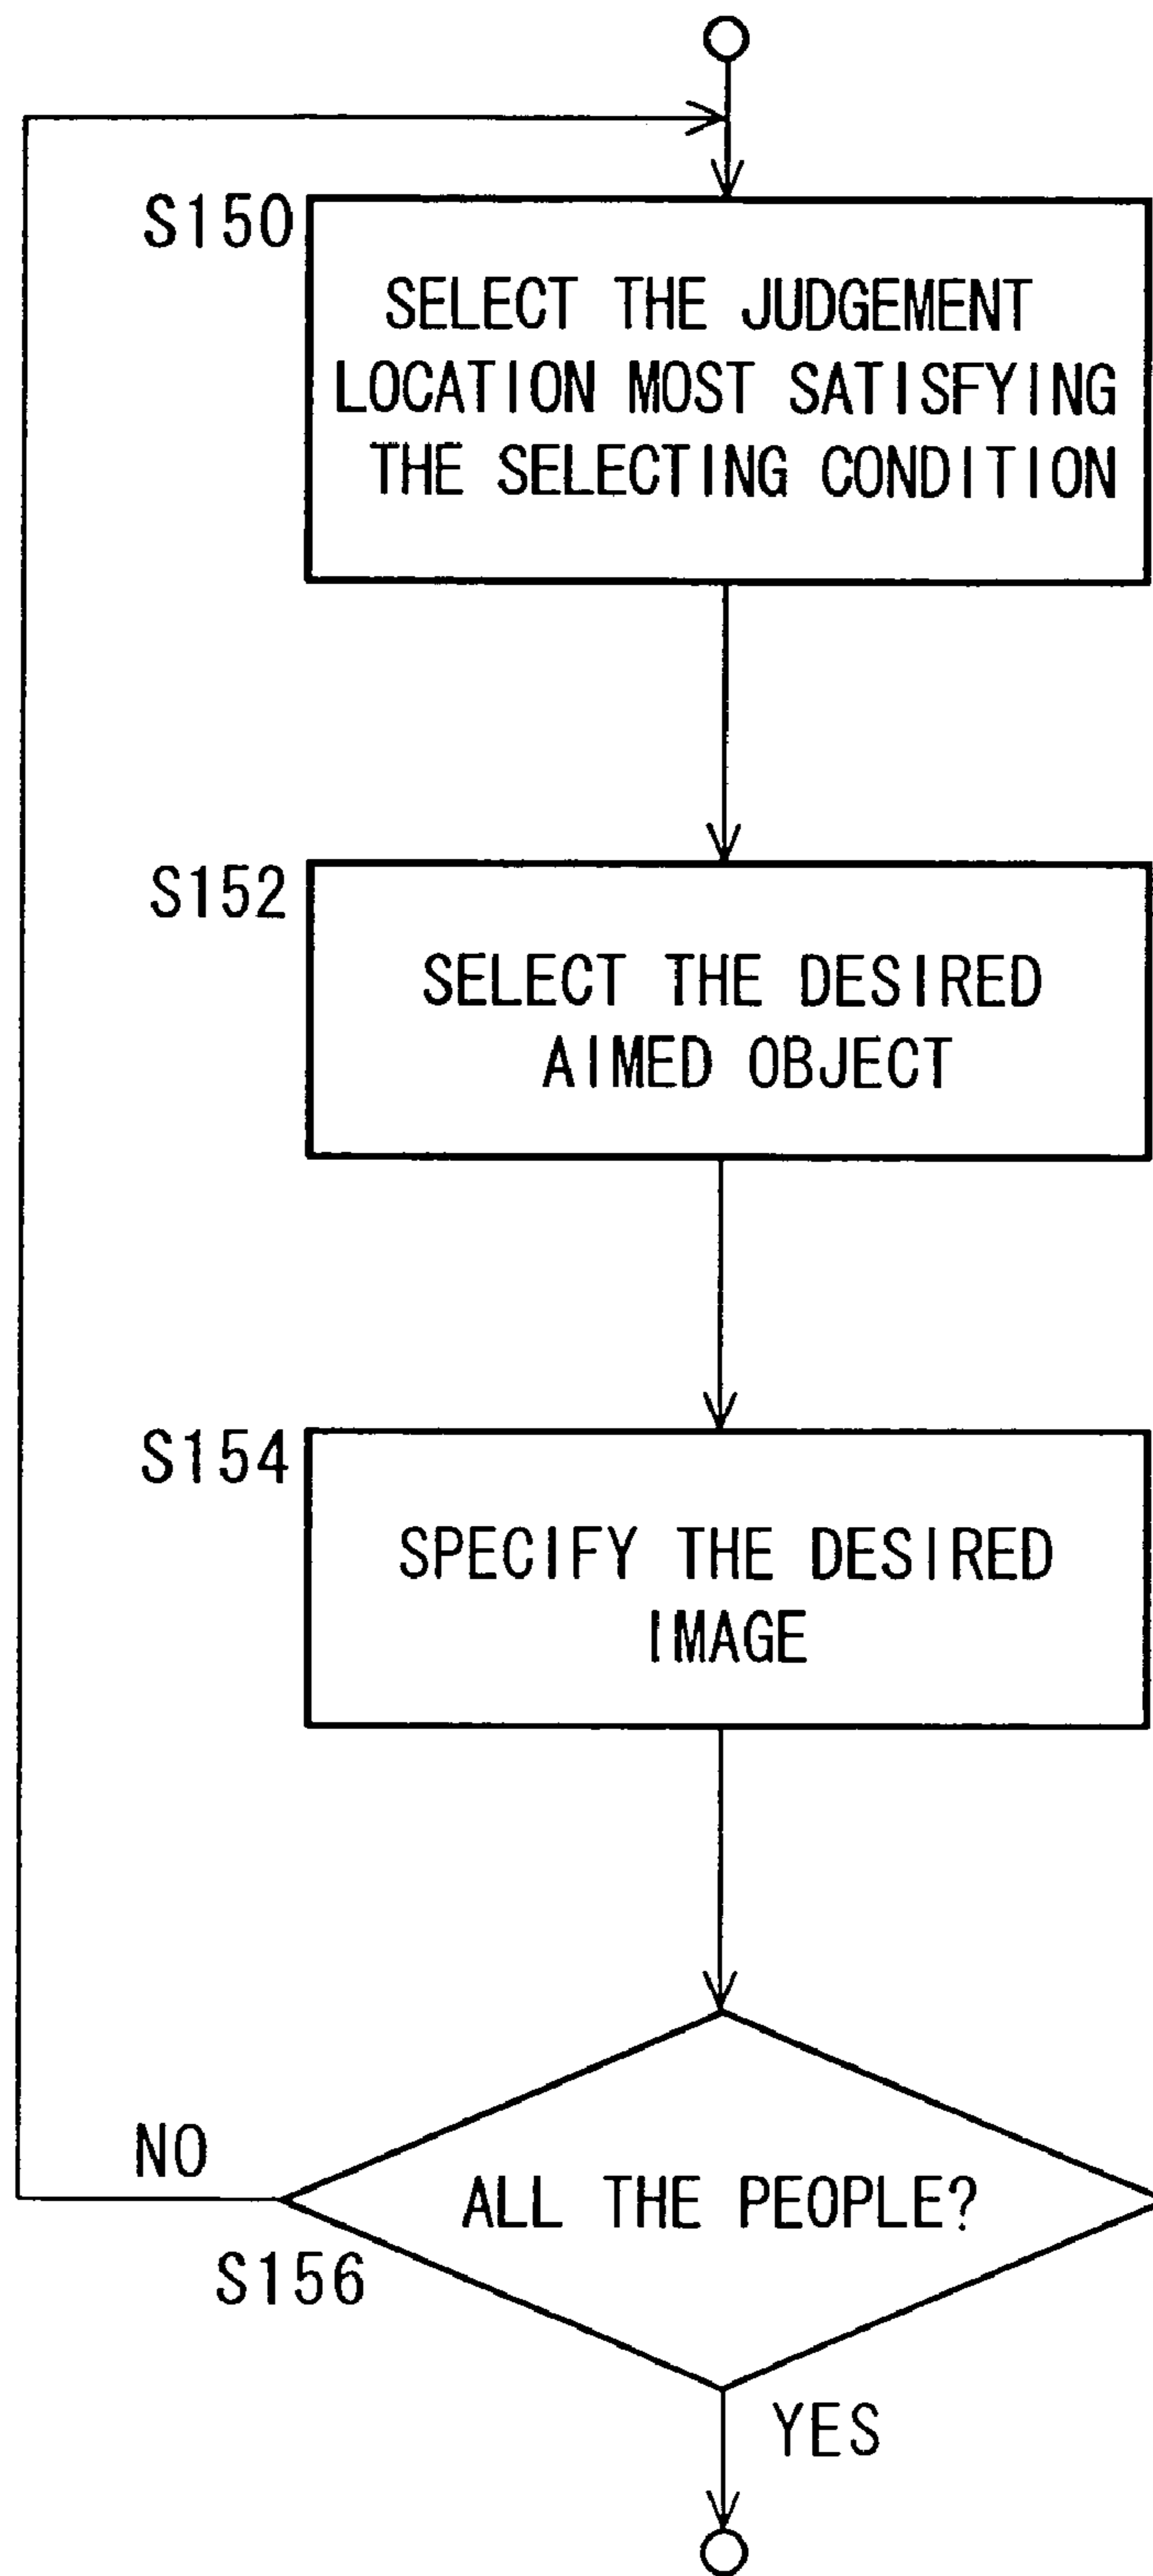 S150
SELECT THE JUDGEMENT
LOCATION MOST SATISFYING
THE SELECTING CONDITION
S152
SELECT THE DESIRED
AIMED OBJECT
S154
SPECIFY THE DESIRED
IMAGE
NO
ALL THE PEOPLE?
S156
YES